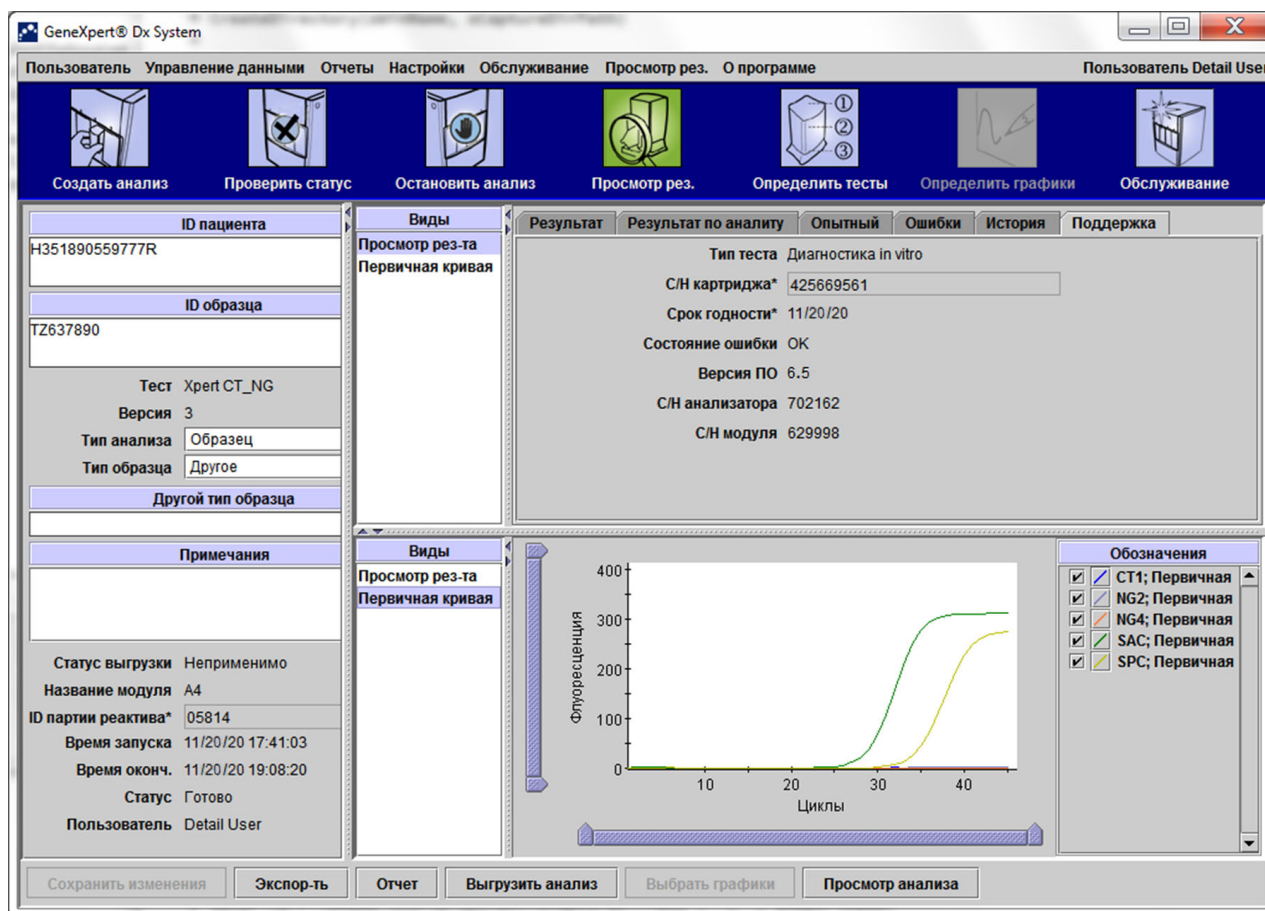 GeneXpert® Dx System
Пользователь Управление данными Отчеты Настройки Обслуживание Просмотр рез. О программе Пользователь Detail User
① ② ③
Создать анализ Проверить статус Остановить анализ Просмотр рез. Определить тесты Определить графики Обслуживание
ID пациента
H351890559777R
ID образца
TZ637890
Тест Xpert CT_NG
Версия 3
Тип анализа Образец
Тип образца Другое
Другой тип образца
Примечания
Статус выгрузки Неприменимо
Название модуля A4
ID партии реактива* 05814
Время запуска 11/20/20 17:41:03
Время оконч. 11/20/20 19:08:20
Статус Готово
Пользователь Detail User
Виды
Просмотр рез-та
Первичная кривая
Результат Результат по аналиту Опытный Ошибки История Поддержка
Тип теста Диагностика in vitro
С/Н картриджа* 425669561
Срок годности* 11/20/20
Состояние ошибки OK
Версия ПО 6.5
С/Н анализатора 702162
С/Н модуля 629998
Виды
Просмотр рез-та
Первичная кривая
Флуоресценция
400
300
200
100
0
10 20 30 40
Циклы
Обозначения
CT1; Первичная
NG2; Первичная
NG4; Первичная
SAC; Первичная
SPC; Первичная
Сохранить изменения Экспор-ть Отчет Выгрузить анализ Выбрать графики Просмотр анализа